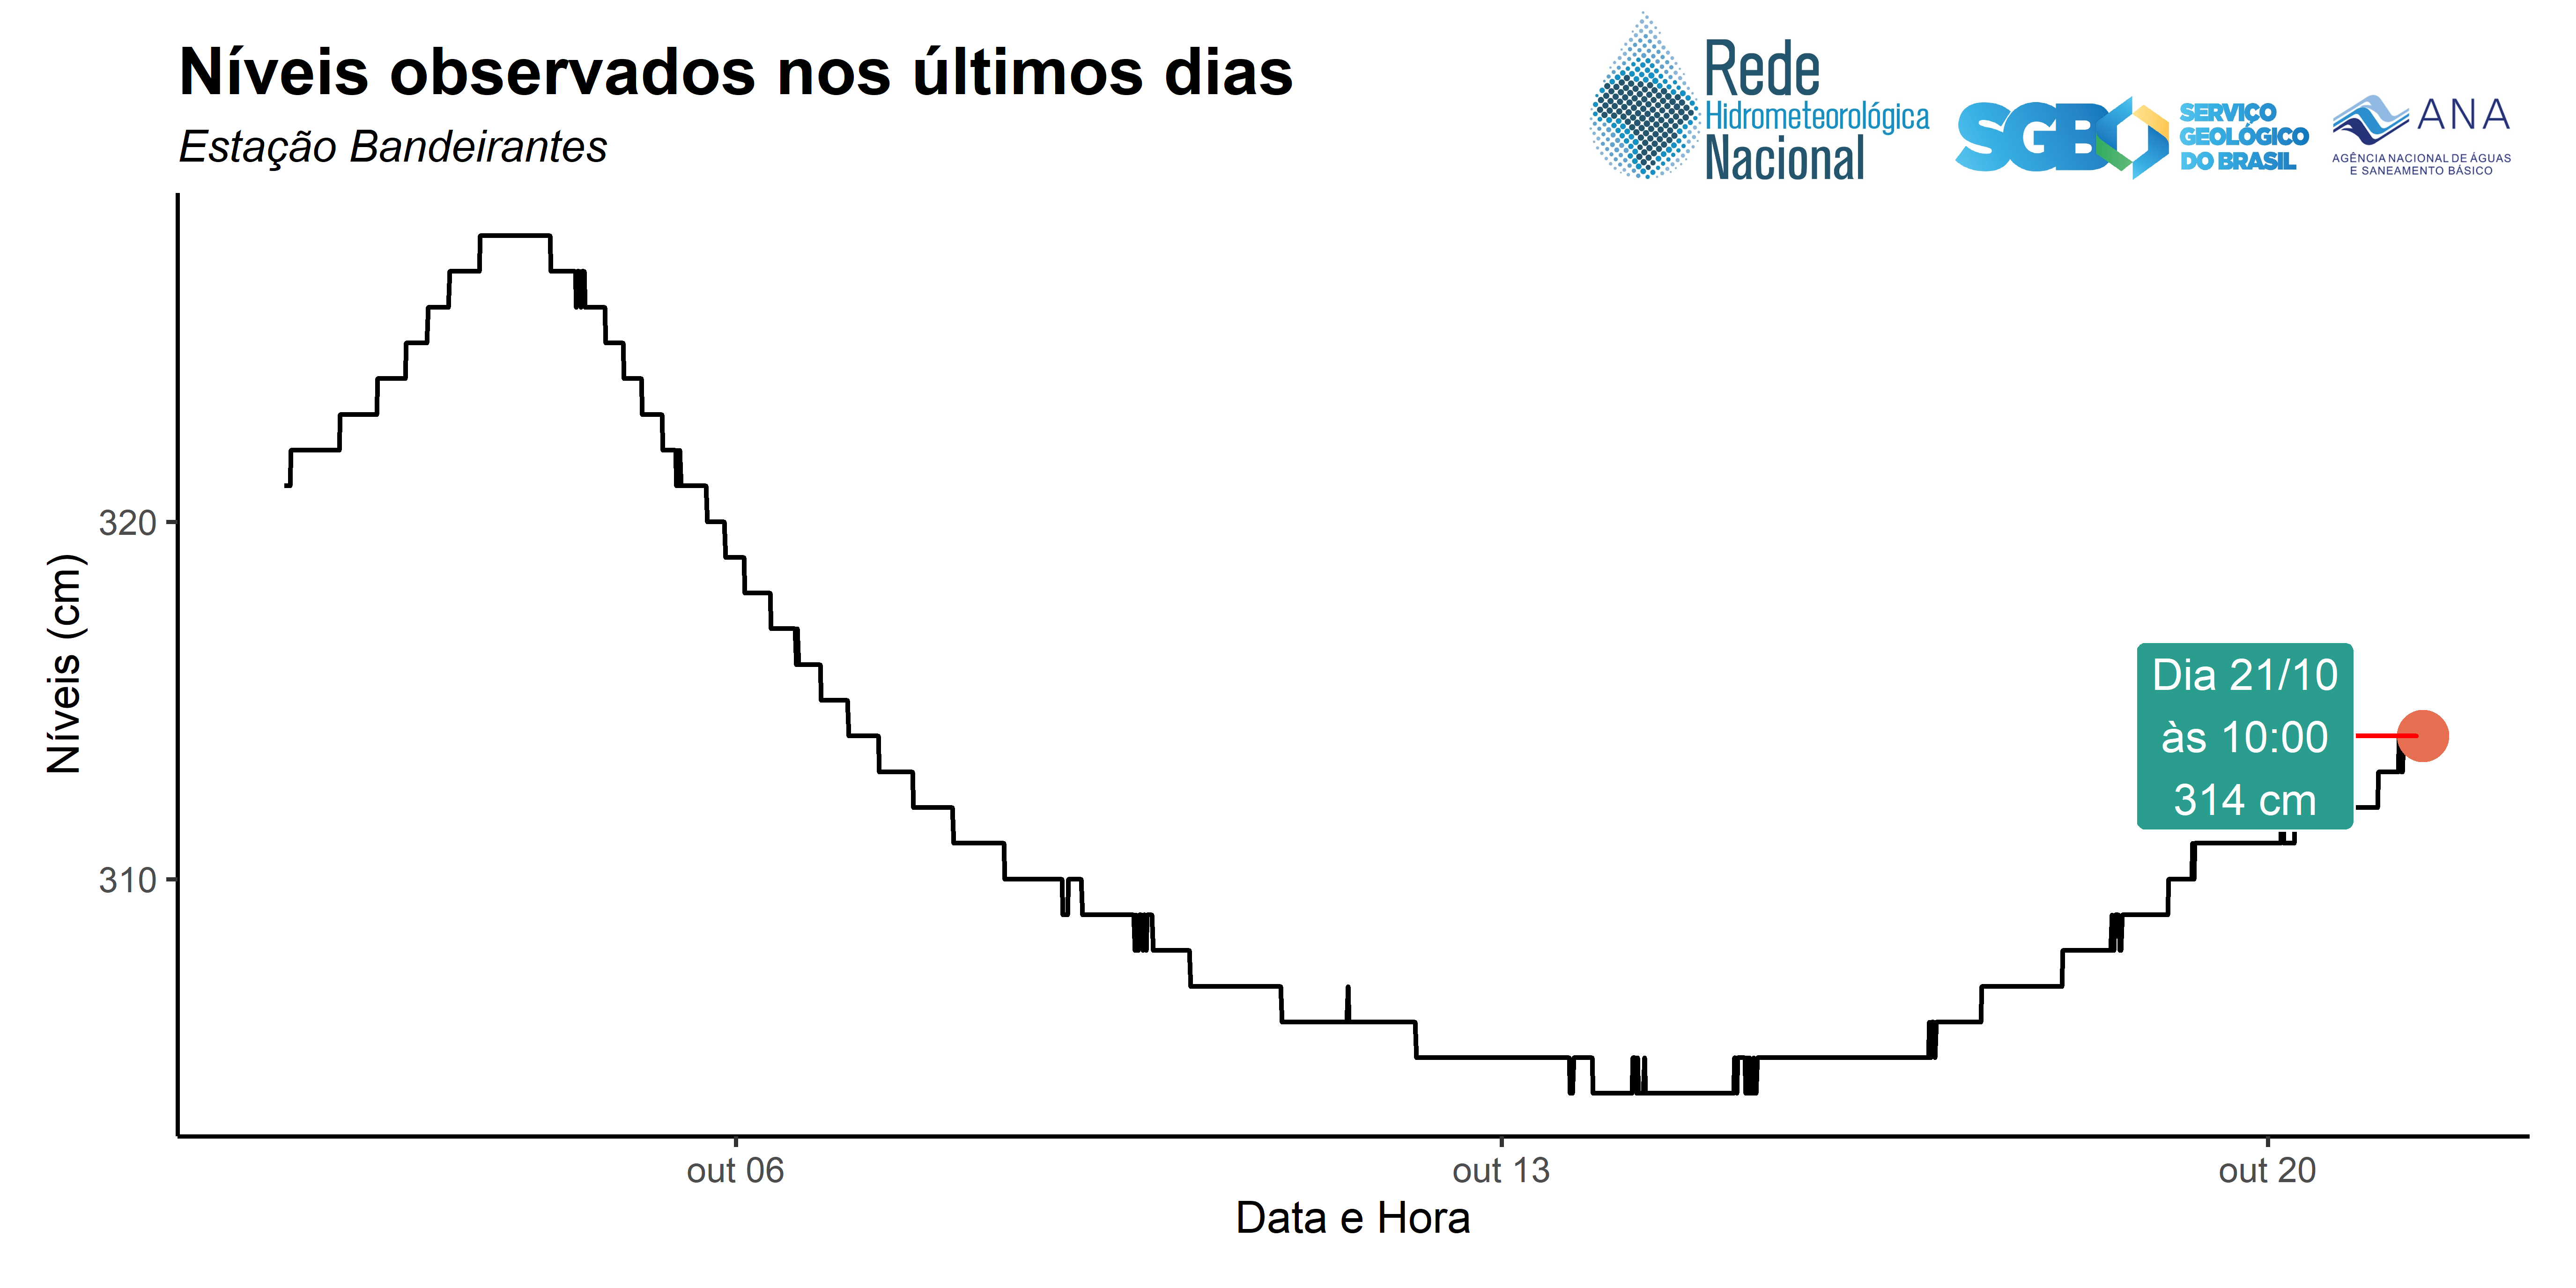 Níveis observados nos últimos dias
Estação Bandeirantes
Rede
Hidrometeorológica
Nacional
SGB
SERVIÇO
GEOLÓGICO
DO BRASIL
ANA
AGÊNCIA NACIONAL DE ÁGUAS
E SANEAMENTO BÁSICO
Níveis (cm)
320
310
Dia 21/10
às 10:00
314 cm
out 06
out 13
out 20
Data e Hora